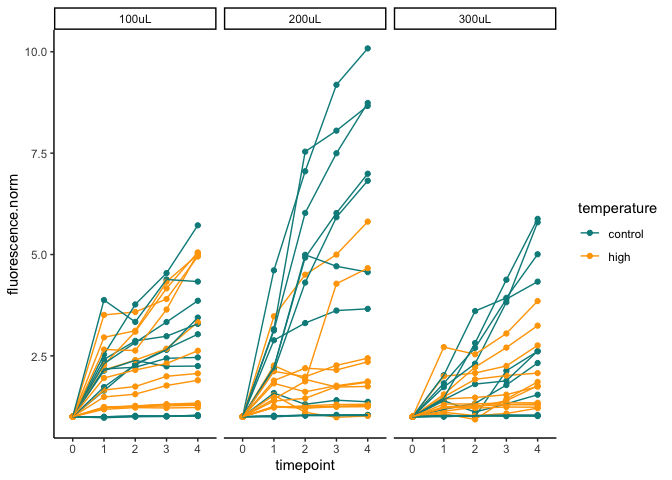 100uL 200uL 300uL
10.0
7.5
5.0
2.5
fluorescence.norm
0 1 2 3 4 0 1 2 3 4 0 1 2 3 4
timepoint
temperature
control
high